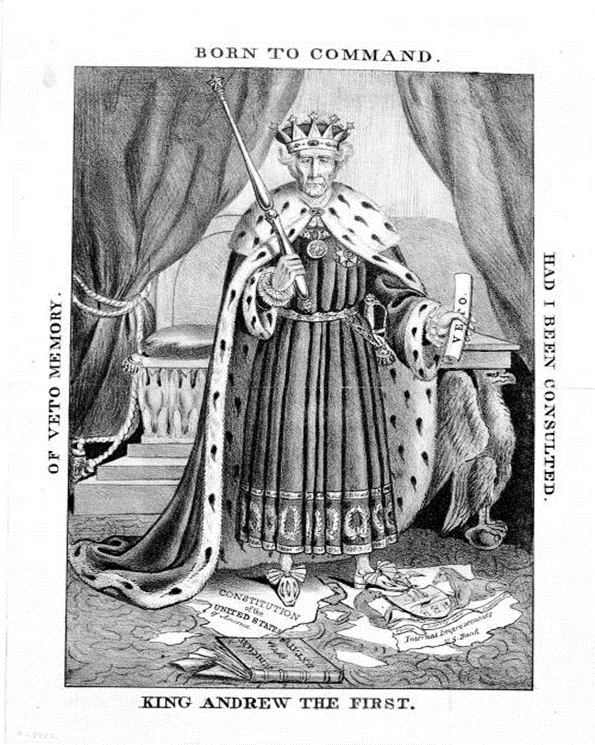 BORN TO COMMAND.
OF VETO MEMORY.
HAD I BEEN CONSULTED.
VETO
CONSTITUTION
of the
UNITED STATES
of America
Internal Improvements
U.S. Bank
KING ANDREW THE FIRST.